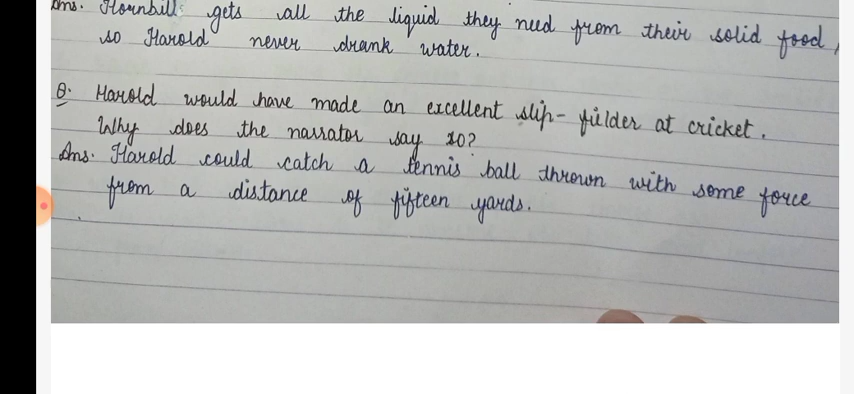 Ans. Hornbill gets all the liquid they need from their solid food,
so Harold never drank water.
Q. Harold would have made an excellent slip-fielder at cricket.
Why does the narrator say so?
Ans. Harold could catch a tennis ball thrown with some force
from a distance of fifteen yards.